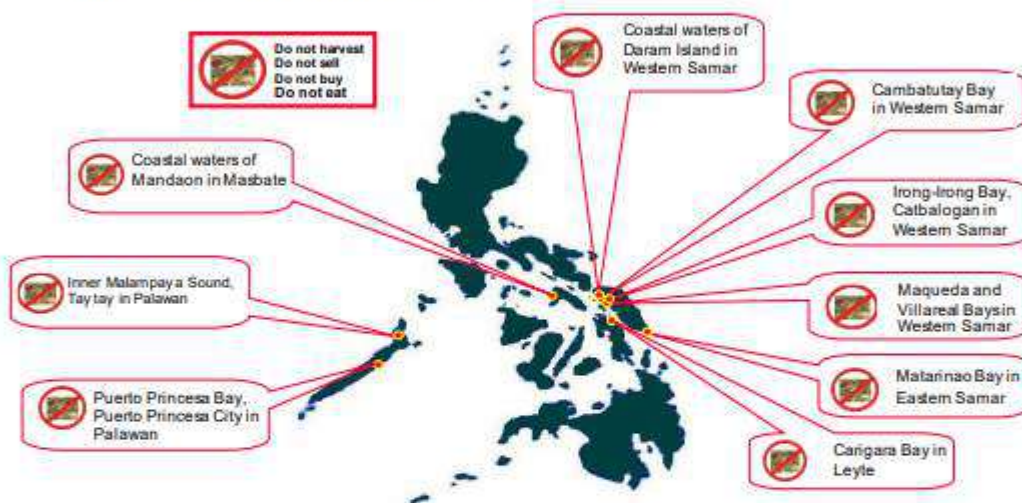 Do not harvest
Do not sell
Do not buy
Do not eat
Coastal waters of
Daram Island in
Western Samar
Cambatutay Bay
in Western Samar
Coastal waters of
Mandaon in Masbate
Irong-Irong Bay,
Catbalogan in
Western Samar
Inner Malampaya Sound,
Taytay in Palawan
Maqueda and
Villareal Bays in
Western Samar
Puerto Princesa Bay,
Puerto Princesa City in
Palawan
Matarinao Bay in
Eastern Samar
Carigara Bay in
Leyte